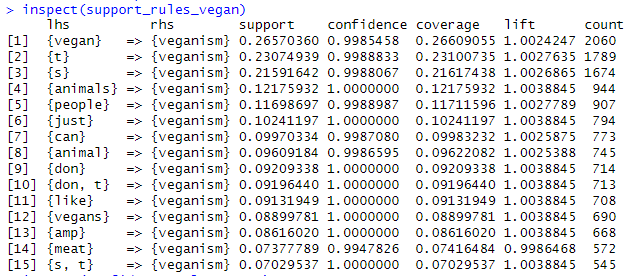 > inspect(support_rules_vegan)
lhs rhs support confidence coverage lift count
[1] {vegan} => {veganism} 0.26570360 0.9985458 0.26609055 1.0024247 2060
[2] {t} => {veganism} 0.23074939 0.9988833 0.23100735 1.0027635 1789
[3] {s} => {veganism} 0.21591642 0.9988067 0.21617438 1.0026865 1674
[4] {animals} => {veganism} 0.12175932 1.0000000 0.12175932 1.0038845 944
[5] {people} => {veganism} 0.11698697 0.9988987 0.11711596 1.0027789 907
[6] {just} => {veganism} 0.10241197 1.0000000 0.10241197 1.0038845 794
[7] {can} => {veganism} 0.09970334 0.9987080 0.09983232 1.0025875 773
[8] {animal} => {veganism} 0.09609184 0.9986595 0.09622082 1.0025388 745
[9] {don} => {veganism} 0.09209338 1.0000000 0.09209338 1.0038845 714
[10] {don, t} => {veganism} 0.09196440 1.0000000 0.09196440 1.0038845 713
[11] {like} => {veganism} 0.09131949 1.0000000 0.09131949 1.0038845 708
[12] {vegans} => {veganism} 0.08899781 1.0000000 0.08899781 1.0038845 690
[13] {amp} => {veganism} 0.08616020 1.0000000 0.08616020 1.0038845 668
[14] {meat} => {veganism} 0.07377789 0.9947826 0.07416484 0.9986468 572
[15] {s, t} => {veganism} 0.07029537 1.0000000 0.07029537 1.0038845 545